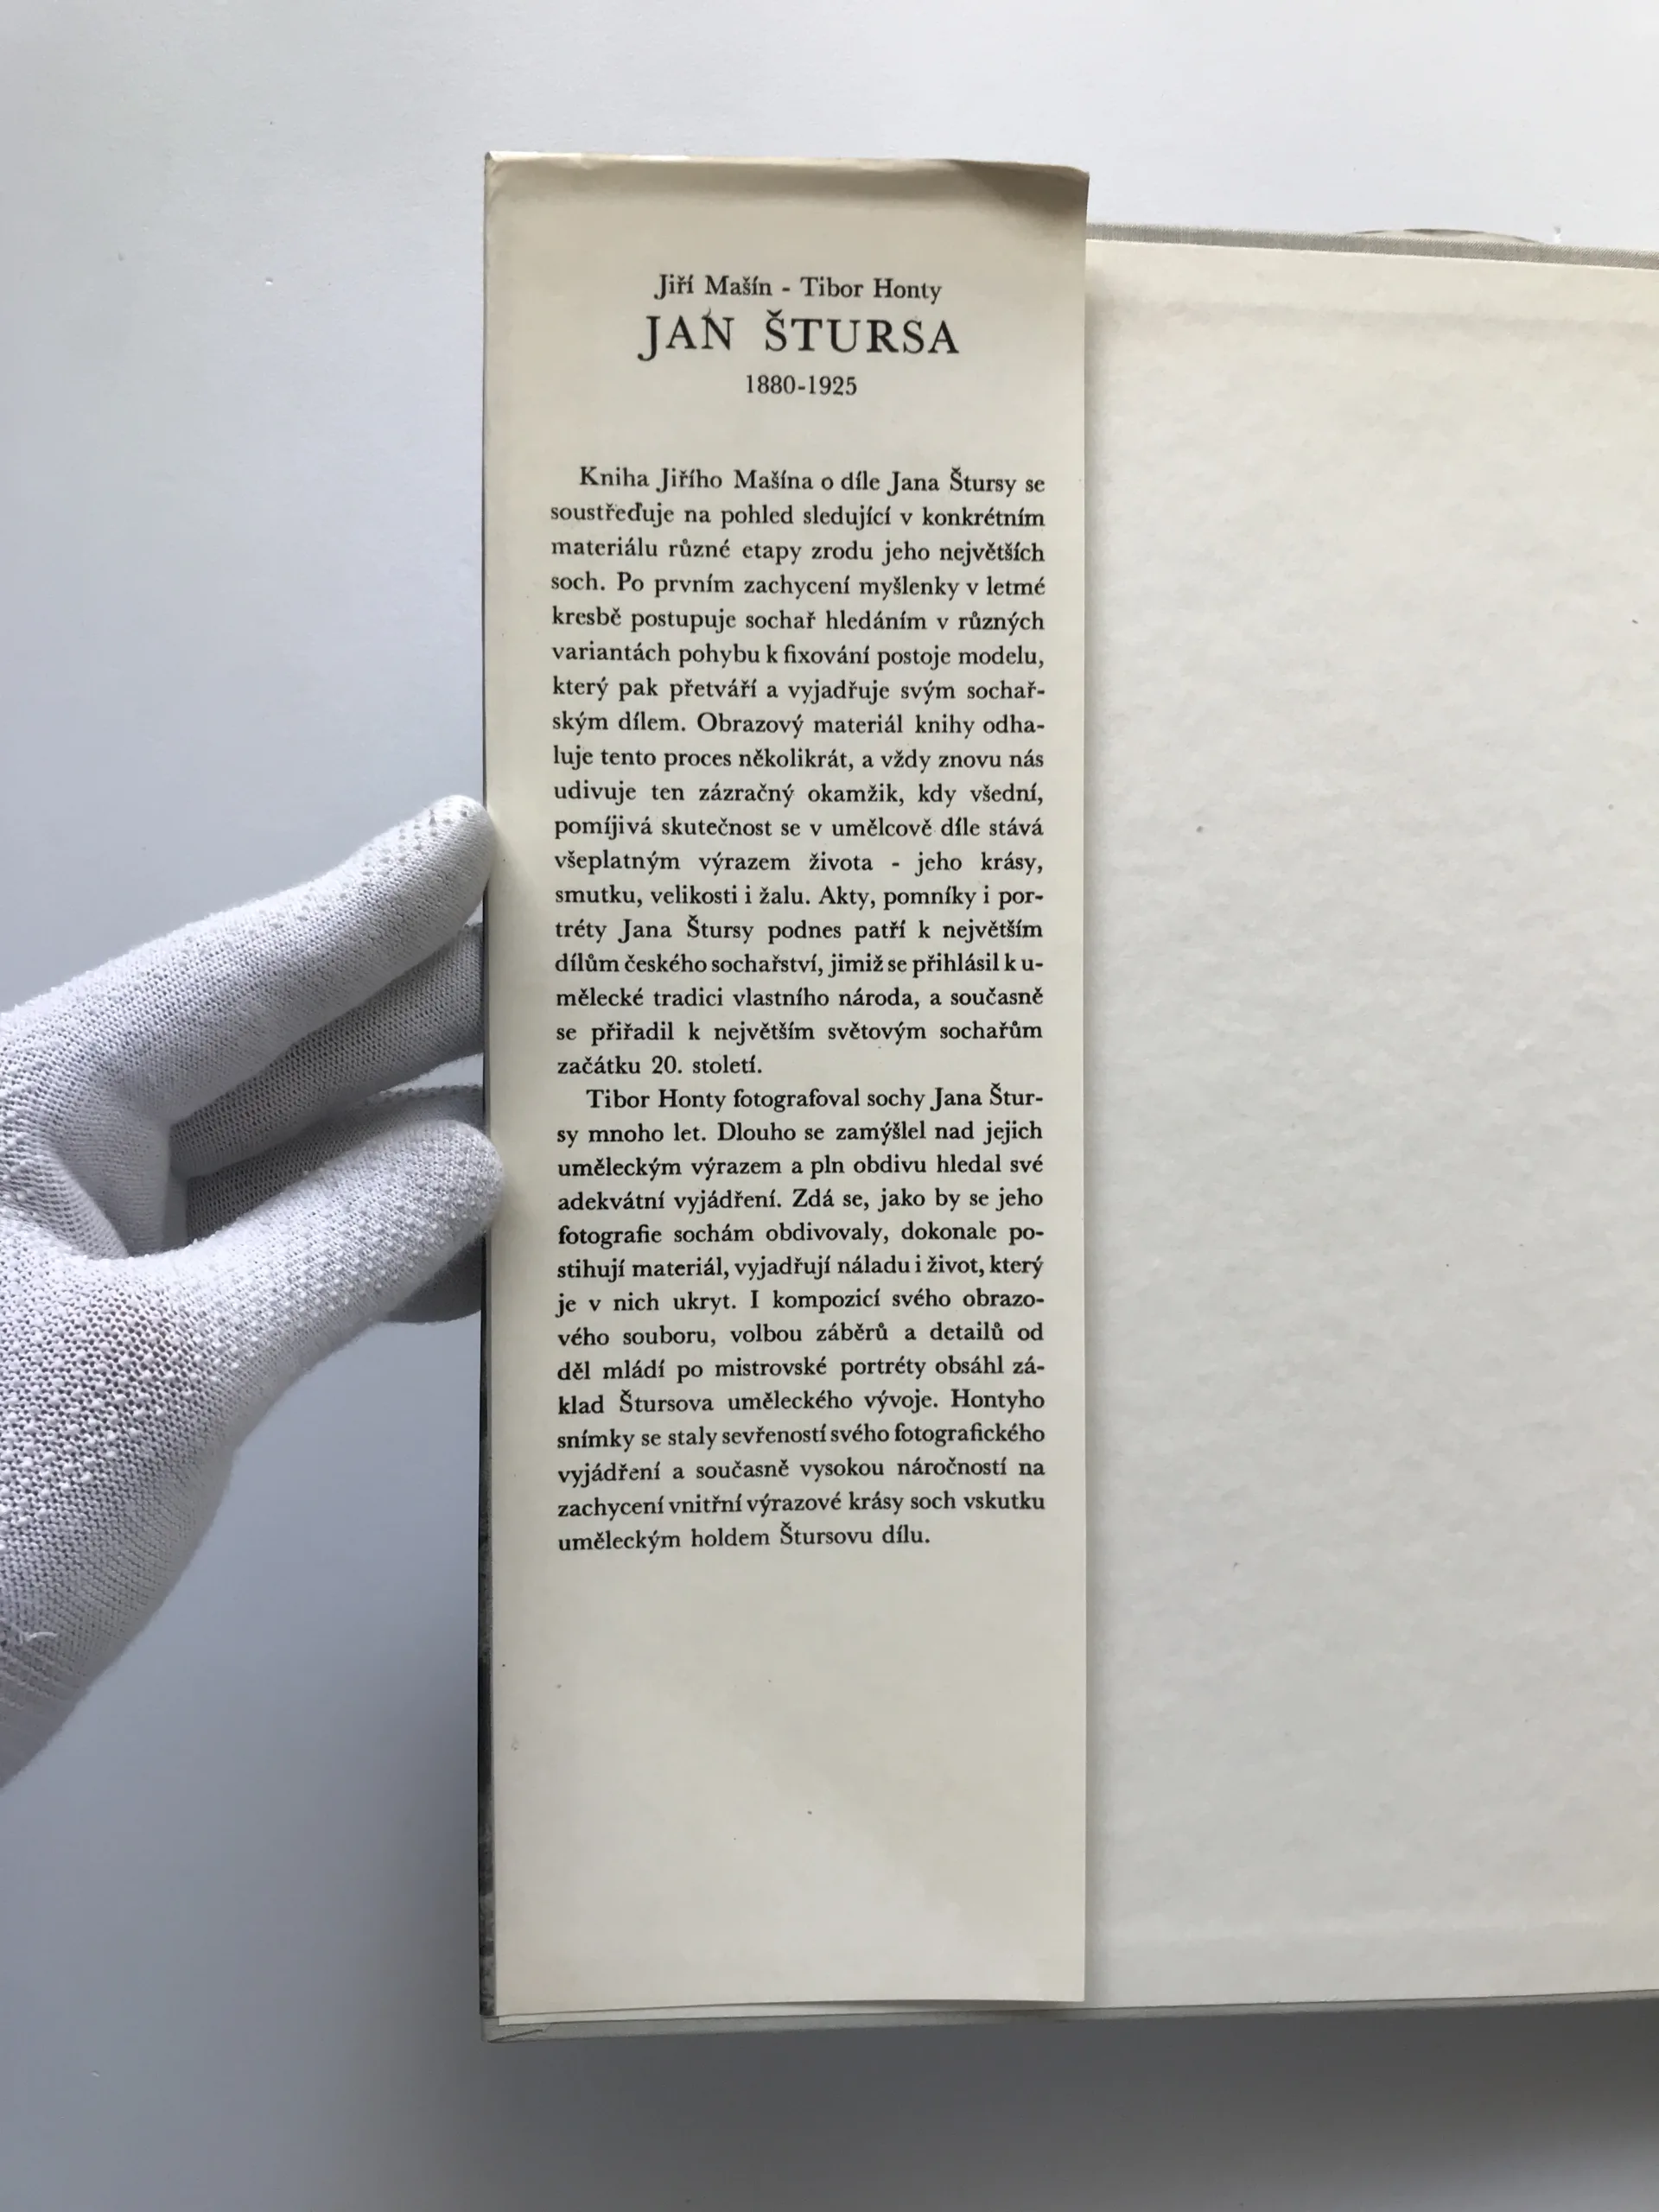 Jiří Mašín - Tibor Honty
JAN ŠTURSA
1880-1925
Kniha Jiřího Mašína o díle Jana Štursy se
soustřeďuje na pohled sledující v konkrétním
materiálu různé etapy zrodu jeho největších
soch. Po prvním zachycení myšlenky v letmé
kresbě postupuje sochař hledáním v různých
variantách pohybu k fixování postoje modelu,
který pak přetváří a vyjadřuje svým sochař-
ským dílem. Obrazový materiál knihy odha-
luje tento proces několikrát, a vždy znovu nás
udivuje ten zázračný okamžik, kdy všední,
pomíjivá skutečnost se v umělcově díle stává
všeplatným výrazem života - jeho krásy,
smutku, velikosti i žalu. Akty, pomníky i por-
tréty Jana Štursy podnes patří k největším
dílům českého sochařství, jimiž se přihlásil k u-
mělecké tradici vlastního národa, a současně
se přiřadil k největším světovým sochařům
začátku 20. století.
Tibor Honty fotografoval sochy Jana Štur-
sy mnoho let. Dlouho se zamýšlel nad jejich
uměleckým výrazem a pln obdivu hledal své
adekvátní vyjádření. Zdá se, jako by se jeho
fotografie sochám obdivovaly, dokonale po-
stihují materiál, vyjadřují náladu i život, který
je v nich ukryt. I kompozicí svého obrazo-
vého souboru, volbou záběrů a detailů od
děl mládí po mistrovské portréty obsáhl zá-
klad Štursova uměleckého vývoje. Hontyho
snímky se staly sevřeností svého fotografického
vyjádření a současně vysokou náročností na
zachycení vnitřní výrazové krásy soch vskutku
uměleckým holdem Štursovu dílu.